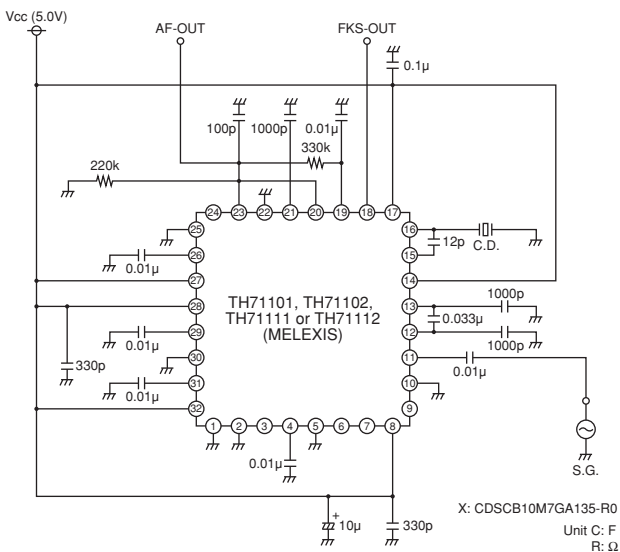 Vcc (5.0V)
AF-OUT
FKS-OUT
0.1µ
100p
1000p
0.01µ
330k
220k
24 23 22 21 20 19 18 17
25
26
27
28
29
30
31
32
16
15
14
13
12
11
10
9
1 2 3 4 5 6 7 8
12p
C.D.
0.01µ
1000p
0.033µ
1000p
TH71101, TH71102,
TH71111 or TH71112
(MELEXIS)
0.01µ
330p
0.01µ
0.01µ
0.01µ
S.G.
+
10µ
330p
X: CDSCB10M7GA135-R0
Unit C: F
R: Ω